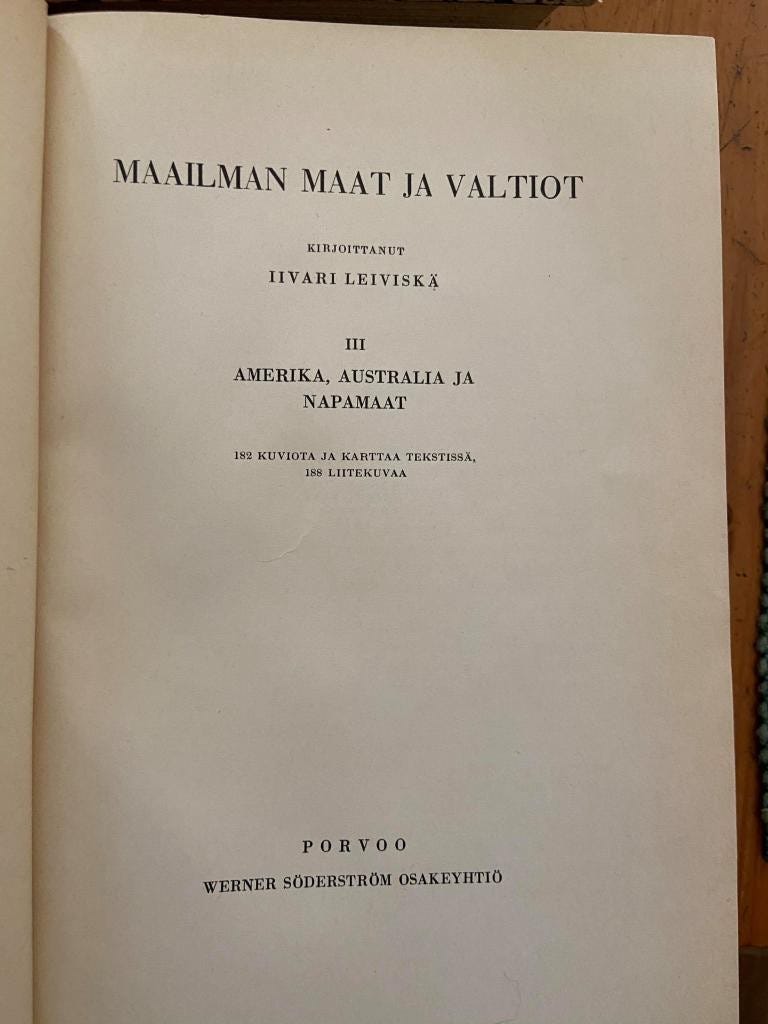 MAAILMAN MAAT JA VALTIOT
KIRJOITTANUT
IIVARI LEIVISKÄ
III
AMERIKA, AUSTRALIA JA
NAPAMAAT
182 KUVIOTA JA KARTTAA TEKSTISSÄ,
188 LIITEKUVAA
PORVOO
WERNER SÖDERSTRÖM OSAKEYHTIÖ